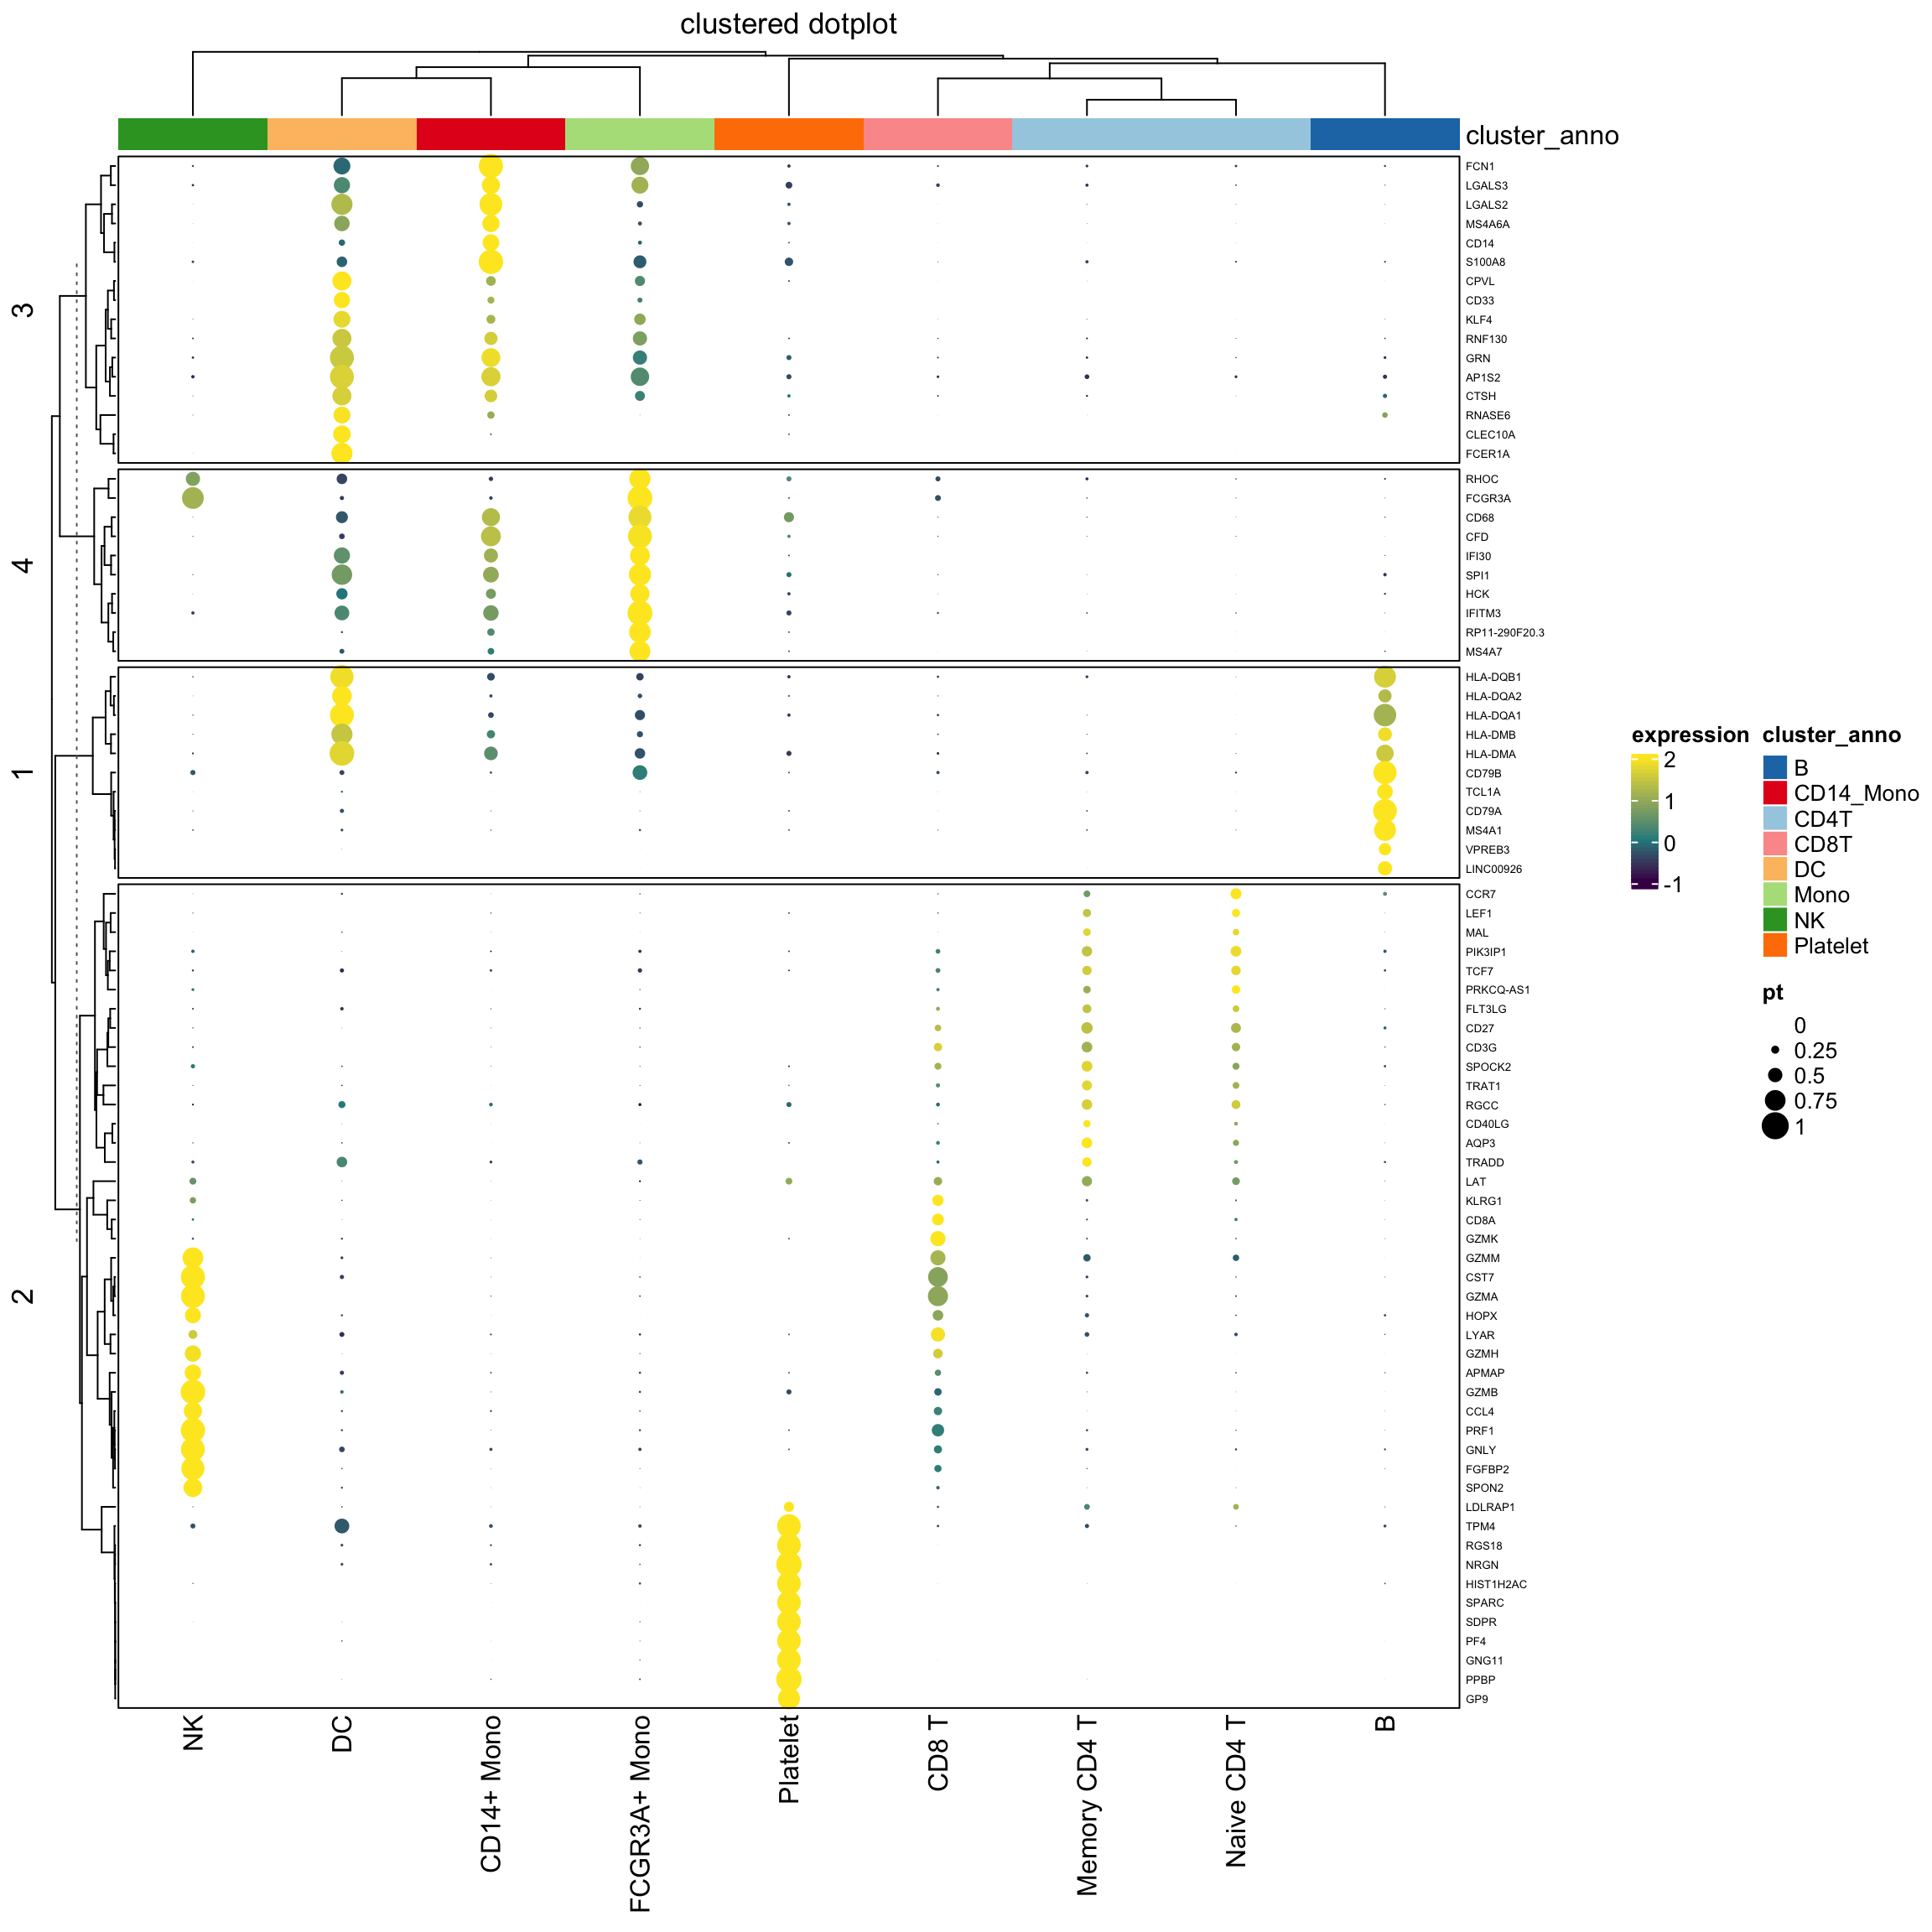 clustered dotplot
cluster_anno
3
FCN1
LGALS3
LGALS2
MS4A6A
CD14
S100A8
CPVL
CD33
KLF4
RNF130
GRN
AP1S2
CTSH
RNASE6
CLEC10A
FCER1A
4
RHOC
FCGR3A
CD68
CFD
IFI30
SPI1
HCK
IFITM3
RP11-290F20.3
MS4A7
1
HLA-DQB1
HLA-DQA2
HLA-DQA1
HLA-DMB
HLA-DMA
CD79B
TCL1A
CD79A
MS4A1
VPREB3
LINC00926
2
CCR7
LEF1
MAL
PIK3IP1
TCF7
PRKCQ-AS1
FLT3LG
CD27
CD3G
SPOCK2
TRAT1
RGCC
CD40LG
AQP3
TRADD
LAT
KLRG1
CD8A
GZMK
GZMM
CST7
GZMA
HOPX
LYAR
GZMH
APMAP
GZMB
CCL4
PRF1
GNLY
FGFBP2
SPON2
LDLRAP1
TPM4
RGS18
NRGN
HIST1H2AC
SPARC
SDPR
PF4
GNG11
PPBP
GP9
NK
DC
CD14+ Mono
FCGR3A+ Mono
Platelet
CD8 T
Memory CD4 T
Naive CD4 T
B
expression
2
1
0
-1
cluster_anno
B
CD14_Mono
CD4T
CD8T
DC
Mono
NK
Platelet
pt
0
0.25
0.5
0.75
1